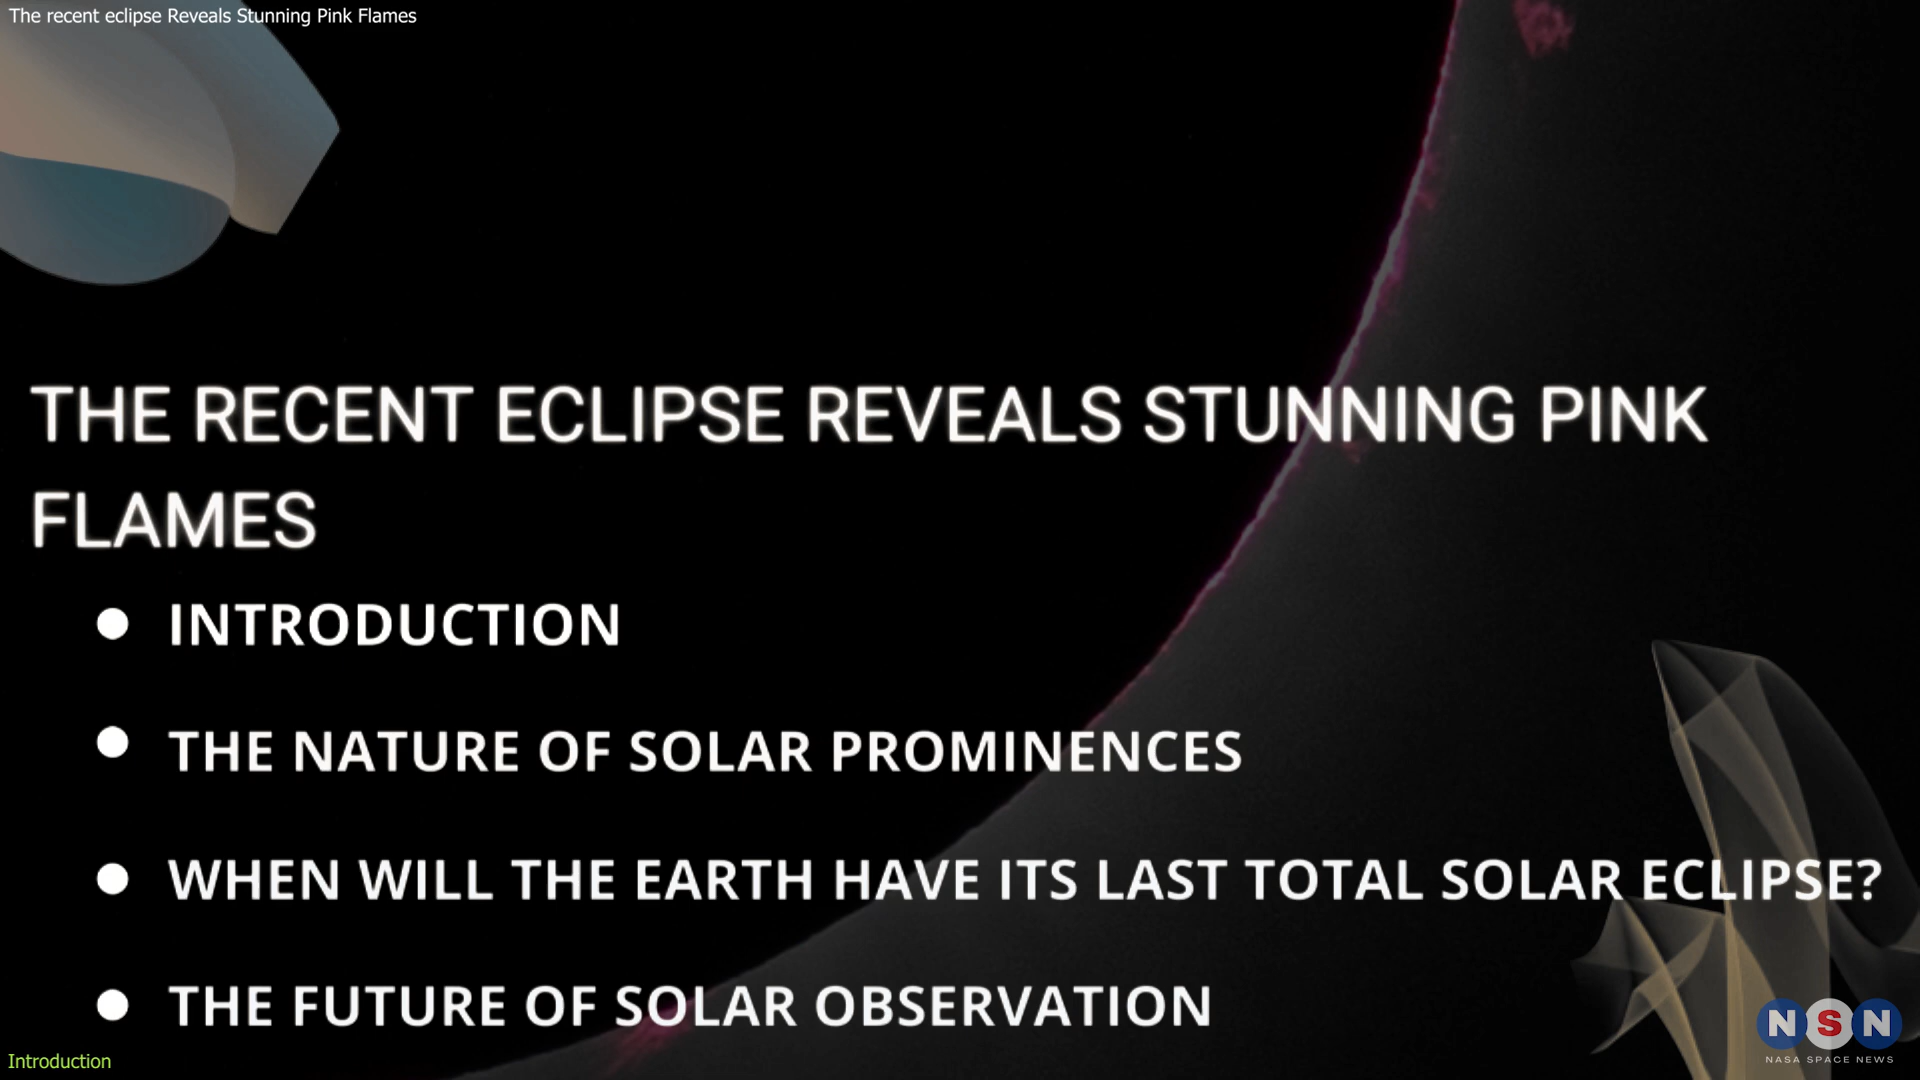 The recent eclipse Reveals Stunning Pink Flames
THE RECENT ECLIPSE REVEALS STUNNING PINK
FLAMES
INTRODUCTION
THE NATURE OF SOLAR PROMINENCES
WHEN WILL THE EARTH HAVE ITS LAST TOTAL SOLAR ECLIPSE?
THE FUTURE OF SOLAR OBSERVATION
Introduction
NSN
NASA SPACE NEWS